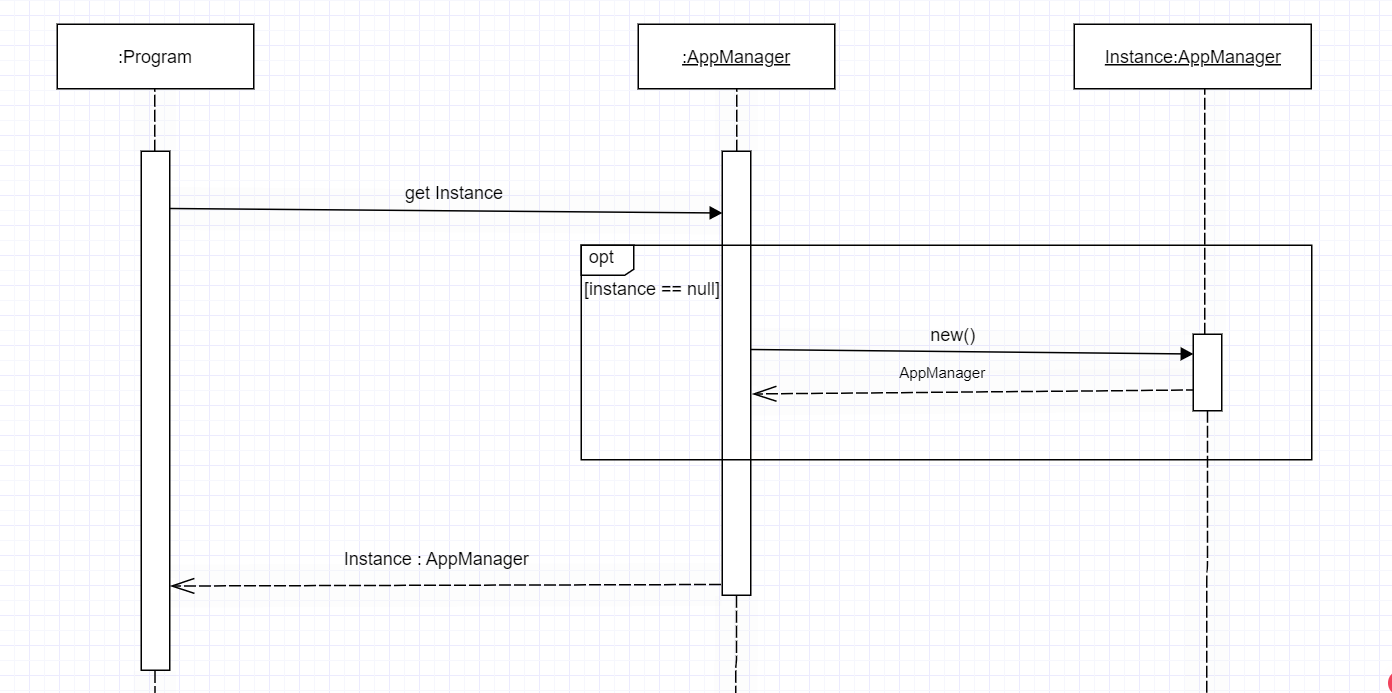 :Program
:AppManager
Instance:AppManager
get Instance
opt
[instance == null]
new()
AppManager
Instance : AppManager